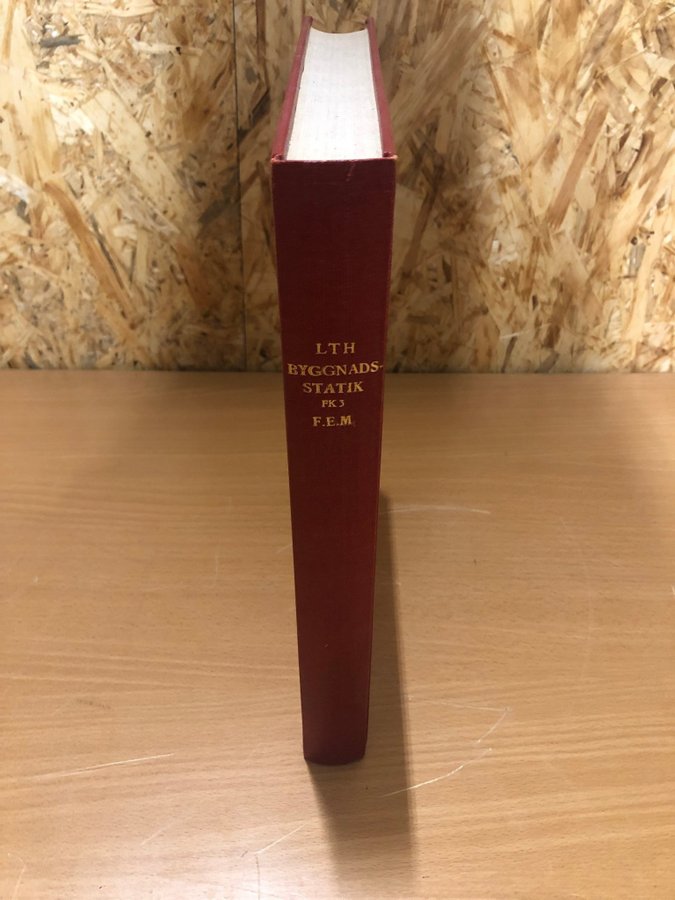 LTH
BYGGNADS-
STATIK
FK 3
F.E.M.